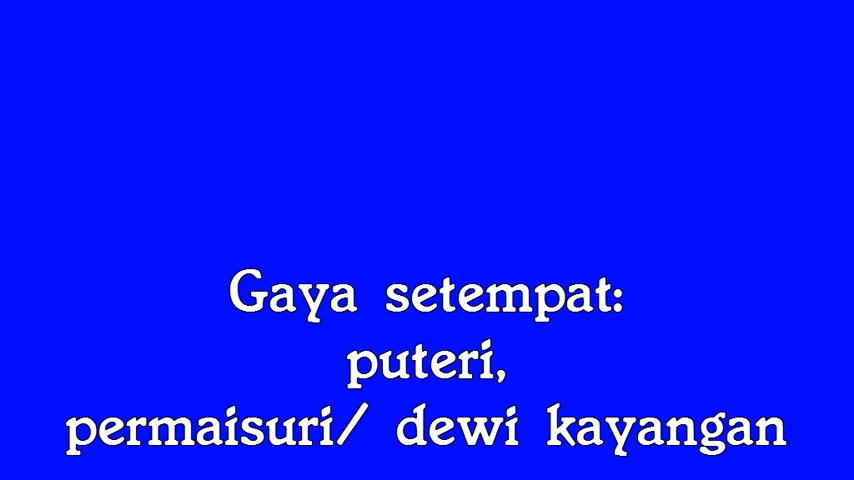 Gaya setempat:
puteri,
permaisuri/ dewi kayangan